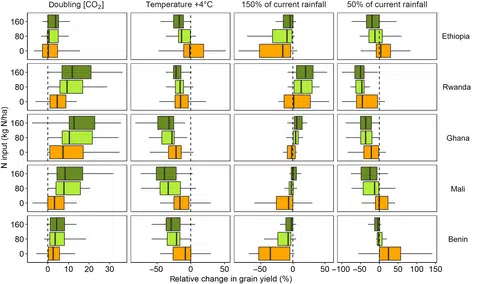 Doubling [CO₂] Temperature +4°C 150% of current rainfall 50% of current rainfall
160
80
0
Ethiopia
160
80
0
Rwanda
N input (kg N/ha)
160
80
0
Ghana
160
80
0
Mali
160
80
0
Benin
0 10 20 30 −50 0 50 −50 0 50 −100 −50 0 50 100 150
Relative change in grain yield (%)